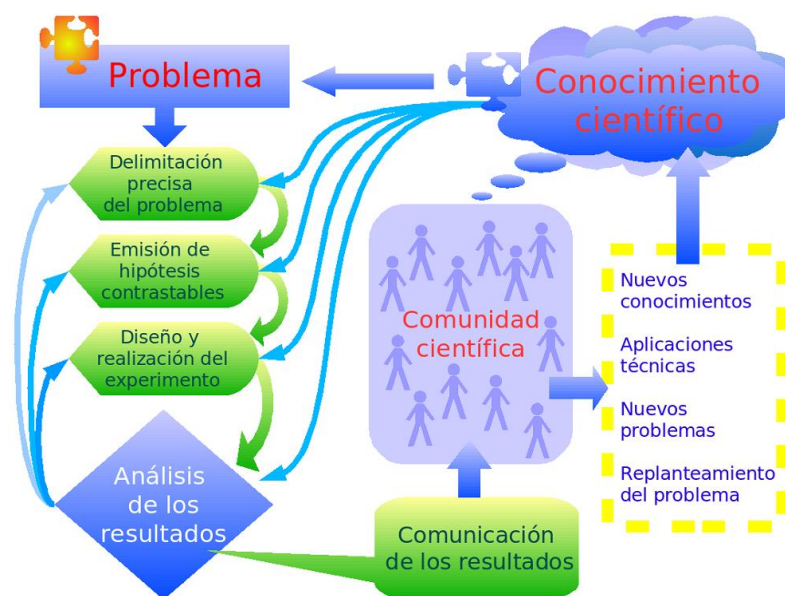 Problema
Conocimiento
científico
Delimitación
precisa
del problema
Emisión de
hipótesis
contrastables
Diseño y
realización del
experimento
Análisis
de los
resultados
Comunicación
de los resultados
Comunidad
científica
Nuevos
conocimientos
Aplicaciones
técnicas
Nuevos
problemas
Replanteamiento
del problema